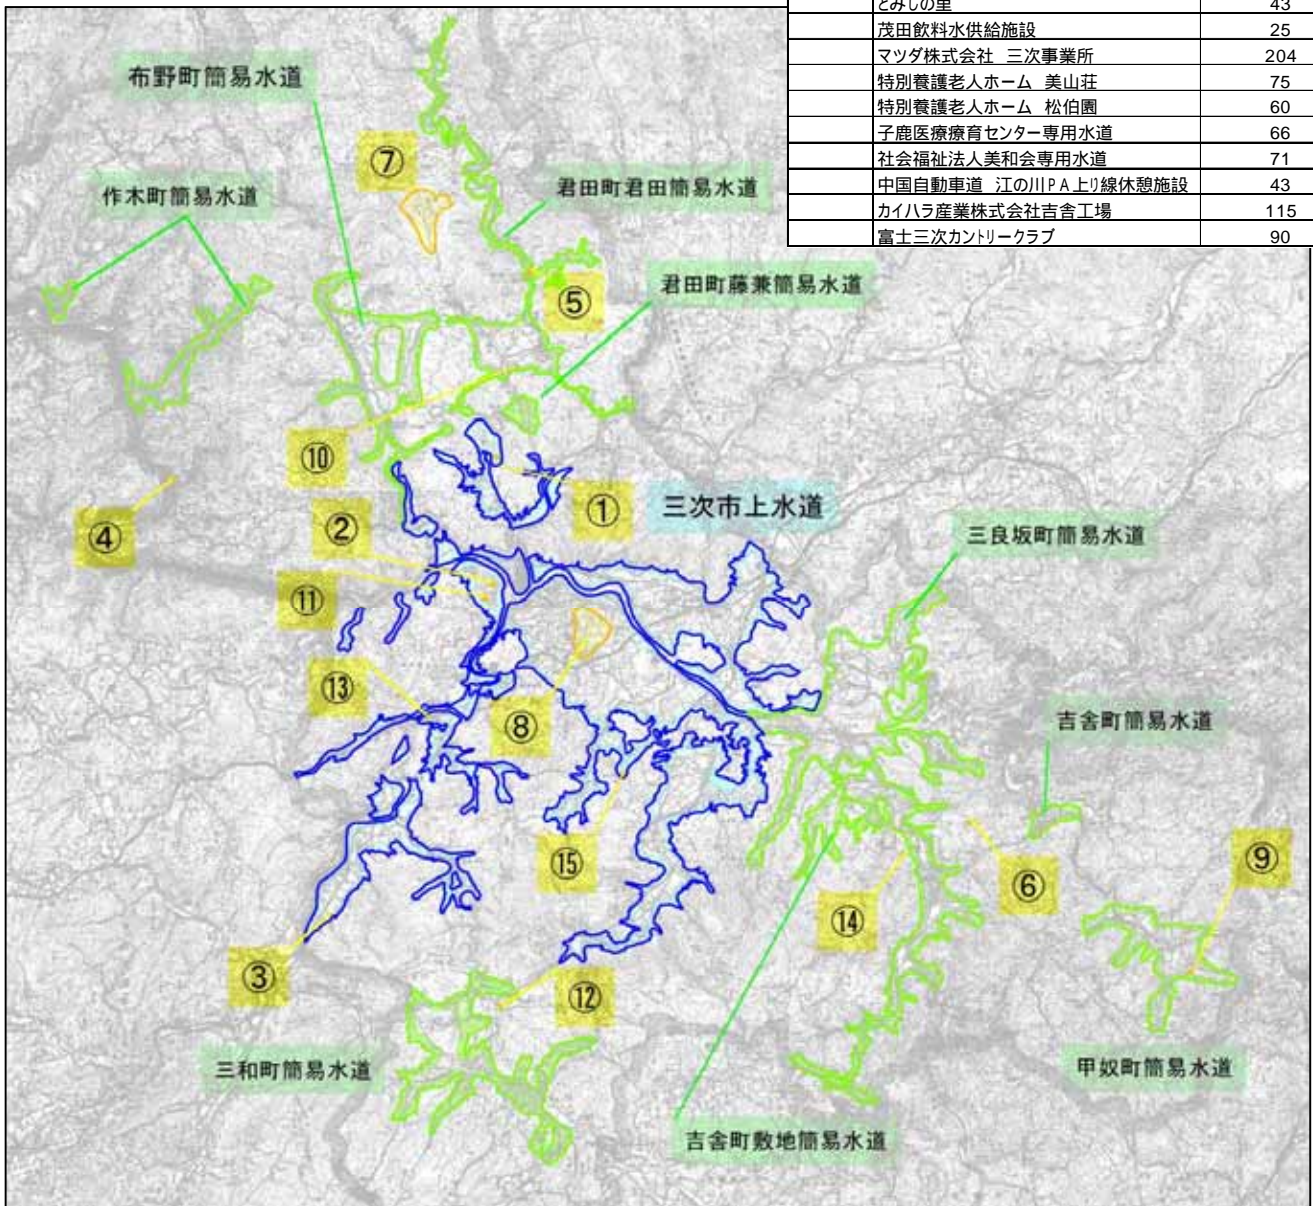 とみしの里 43
茂田飲料水供給施設 25
マツダ株式会社 三次事業所 204
特別養護老人ホーム 美山荘 75
特別養護老人ホーム 松伯園 60
子鹿医療療育センター専用水道 66
社会福祉法人美和会専用水道 71
中国自動車道 江の川PA上り線休憩施設 43
カイハラ産業株式会社吉舎工場 115
富士三次カントリークラブ 90
布野町簡易水道
⑦
君田町君田簡易水道
作木町簡易水道
君田町藤兼簡易水道
⑤
⑩
①
三次市上水道
②
三良坂町簡易水道
④
⑪
⑬
⑧
吉舎町簡易水道
⑮
⑥
⑨
⑭
③
⑫
三和町簡易水道
甲奴町簡易水道
吉舎町敷地簡易水道